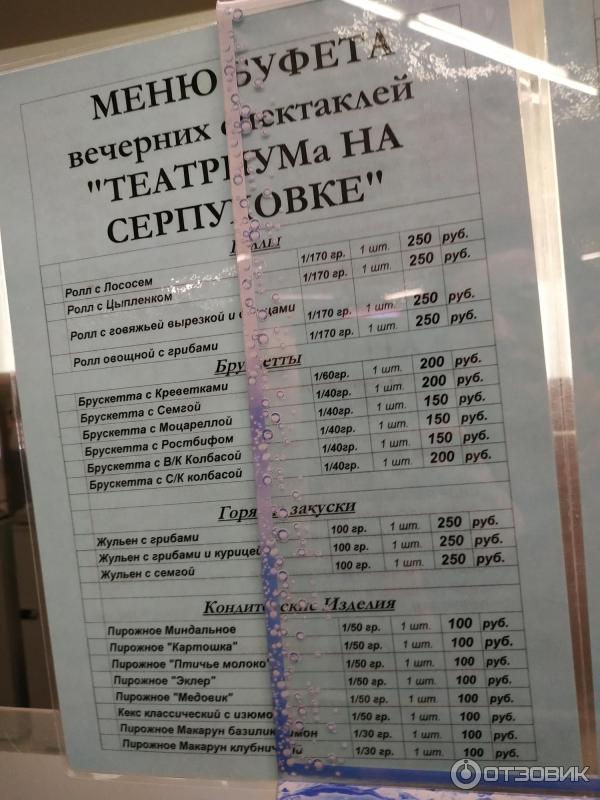 МЕНЮ БУФЕТА
вечерних спектаклей
"ТЕАТРИУМа НА
СЕРПУХОВКЕ"
Роллы
Ролл с Лососем 1/170 гр. 1 шт. 250 руб.
Ролл с Цыпленком 1/170 гр. 1 шт. 250 руб.
Ролл с говяжьей вырезкой и овощами 1/170 гр. 1 шт. 250 руб.
Ролл овощной с грибами 1/170 гр. 1 шт. 250 руб.
Брускетты
Брускетта с Креветками 1/60гр. 1 шт. 200 руб.
Брускетта с Семгой 1/40гр. 1 шт. 200 руб.
Брускетта с Моцареллой 1/40гр. 1 шт. 150 руб.
Брускетта с Ростбифом 1/40гр. 1 шт. 150 руб.
Брускетта с В/К Колбасой 1/40гр. 1 шт. 150 руб.
Брускетта с С/К колбасой 1/40гр. 1 шт. 200 руб.
Горячие закуски
Жульен с грибами 100 гр. 1 шт. 250 руб.
Жульен с грибами и курицей 100 гр. 1 шт. 250 руб.
Жульен с семгой 100 гр. 1 шт. 250 руб.
Кондитерские Изделия
Пирожное Миндальное 1/50 гр. 1 шт. 100 руб.
Пирожное "Картошка" 1/50 гр. 1 шт. 100 руб.
Пирожное "Птичье молоко" 1/50 гр. 1 шт. 100 руб.
Пирожное "Эклер" 1/50 гр. 1 шт. 100 руб.
Пирожное "Медовик" 1/50 гр. 1 шт. 100 руб.
Кекс классический с изюмом 1/50 гр. 1 шт. 100 руб.
Пирожное Макарун базилик-лимон 1/30 гр. 1 шт. 100 руб.
Пирожное Макарун клубничный 1/30 гр. 1 шт. 100 руб.
ОТЗОВИК